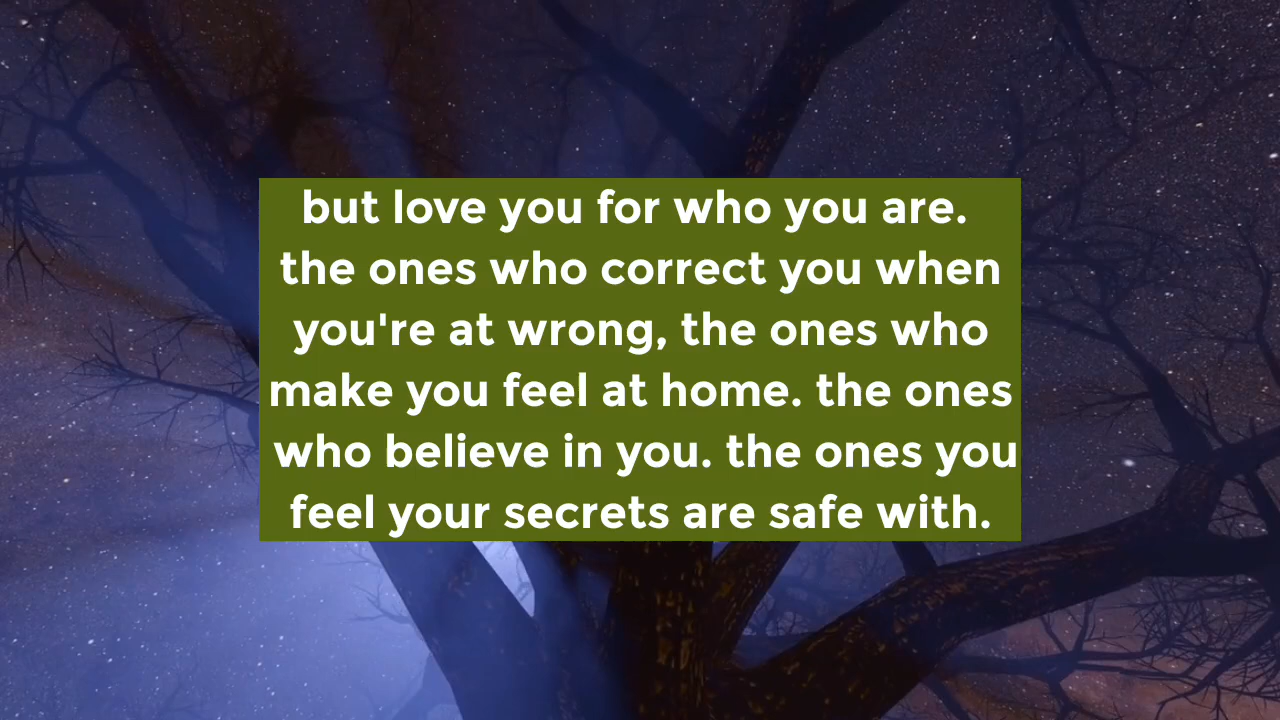 but love you for who you are.
the ones who correct you when
you're at wrong, the ones who
make you feel at home. the ones
who believe in you. the ones you
feel your secrets are safe with.